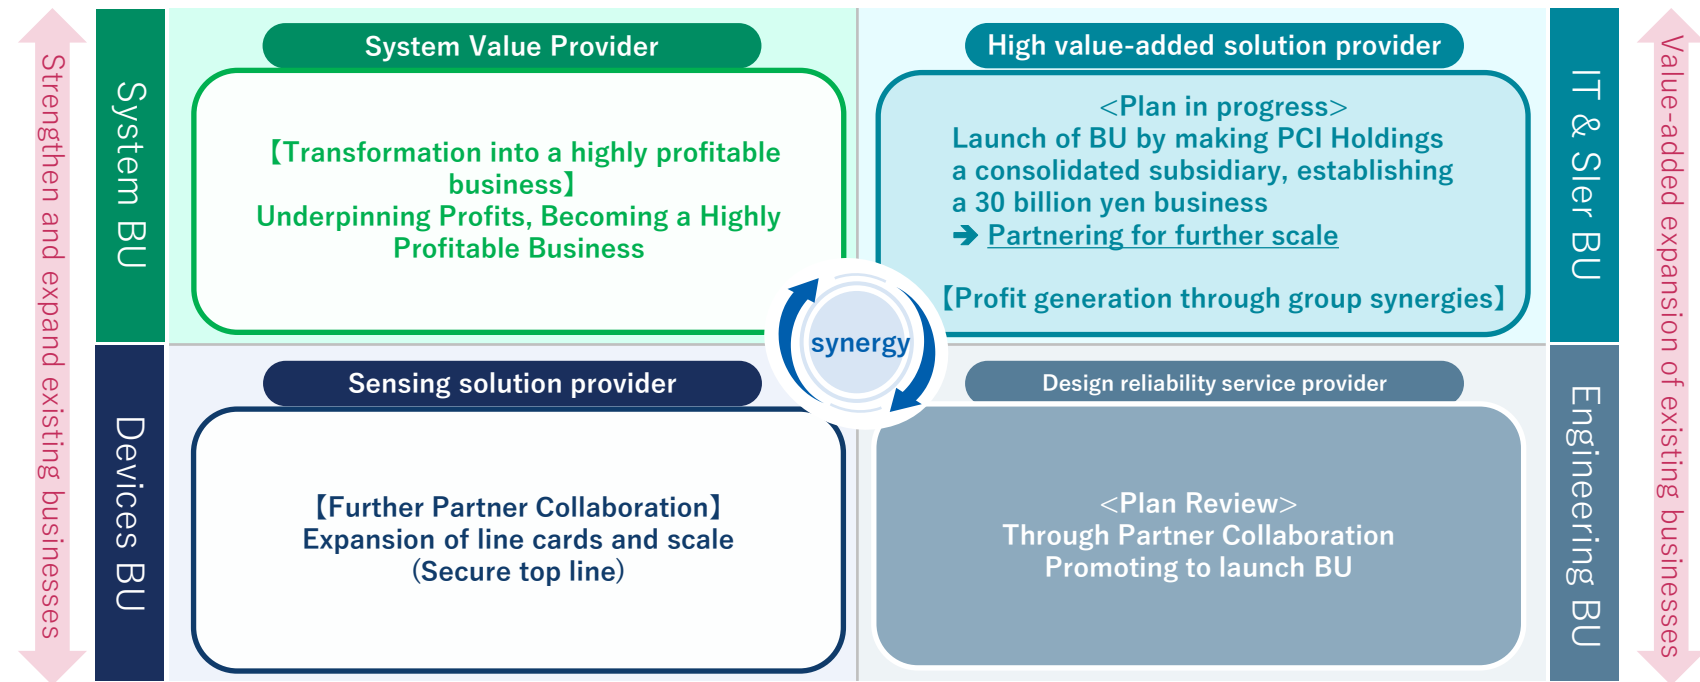 Strengthen and expand existing businesses
System BU
System Value Provider
【Transformation into a highly profitable
business】
Underpinning Profits, Becoming a Highly
Profitable Business
High value-added solution provider
<Plan in progress>
Launch of BU by making PCI Holdings
a consolidated subsidiary, establishing
a 30 billion yen business
➔ Partnering for further scale
【Profit generation through group synergies】
IT & SIer BU
Value-added expansion of existing businesses
synergy
Devices BU
Sensing solution provider
【Further Partner Collaboration】
Expansion of line cards and scale
(Secure top line)
Design reliability service provider
<Plan Review>
Through Partner Collaboration
Promoting to launch BU
Engineering BU